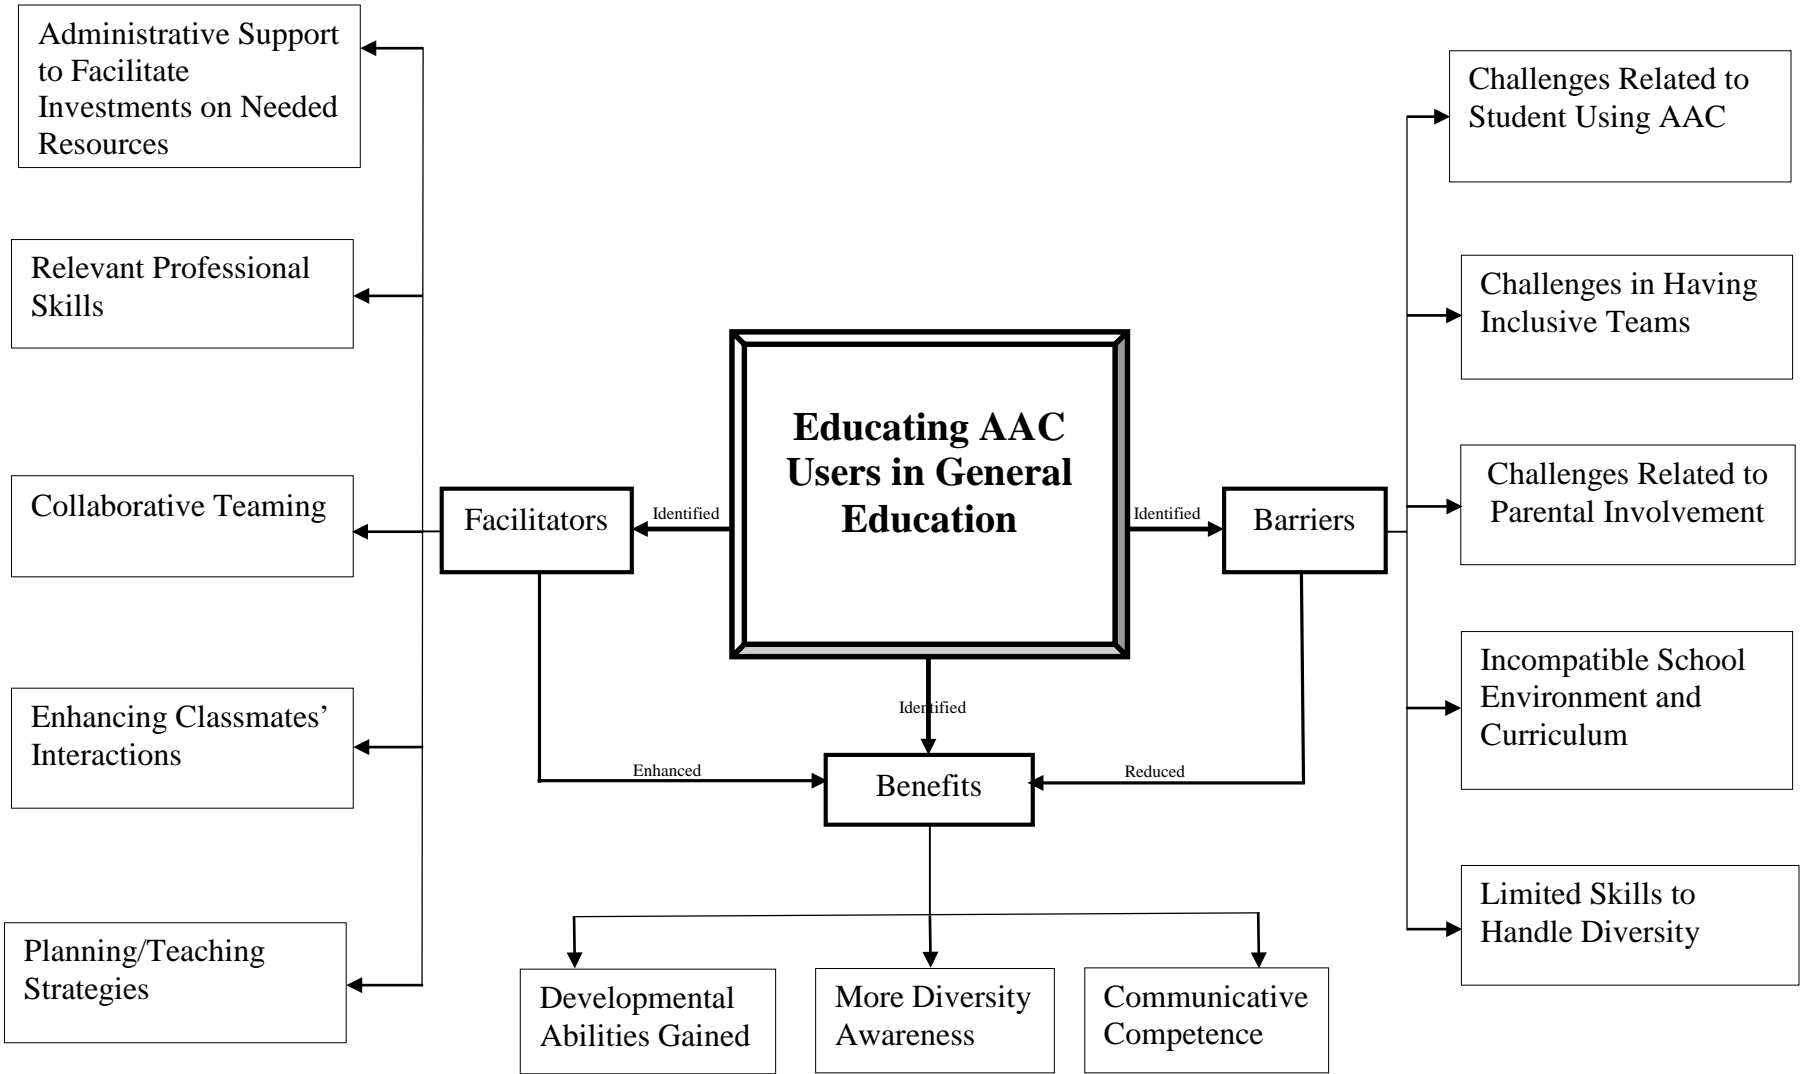 Administrative Support
to Facilitate
Investments on Needed
Resources
Relevant Professional
Skills
Collaborative Teaming
Enhancing Classmates’
Interactions
Planning/Teaching
Strategies
Facilitators
Identified
Educating AAC
Users in General
Education
Identified
Barriers
Identified
Enhanced
Benefits
Reduced
Developmental
Abilities Gained
More Diversity
Awareness
Communicative
Competence
Challenges Related to
Student Using AAC
Challenges in Having
Inclusive Teams
Challenges Related to
Parental Involvement
Incompatible School
Environment and
Curriculum
Limited Skills to
Handle Diversity